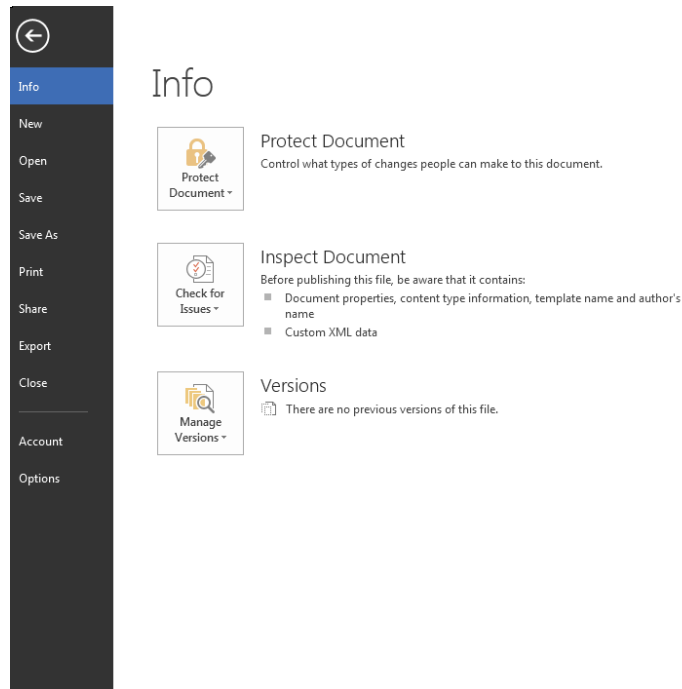 Info
New
Open
Save
Save As
Print
Share
Export
Close
Account
Options
Info
Protect
Document
Protect Document
Control what types of changes people can make to this document.
Check for
Issues
Inspect Document
Before publishing this file, be aware that it contains:
Document properties, content type information, template name and author's
name
Custom XML data
Manage
Versions
Versions
There are no previous versions of this file.